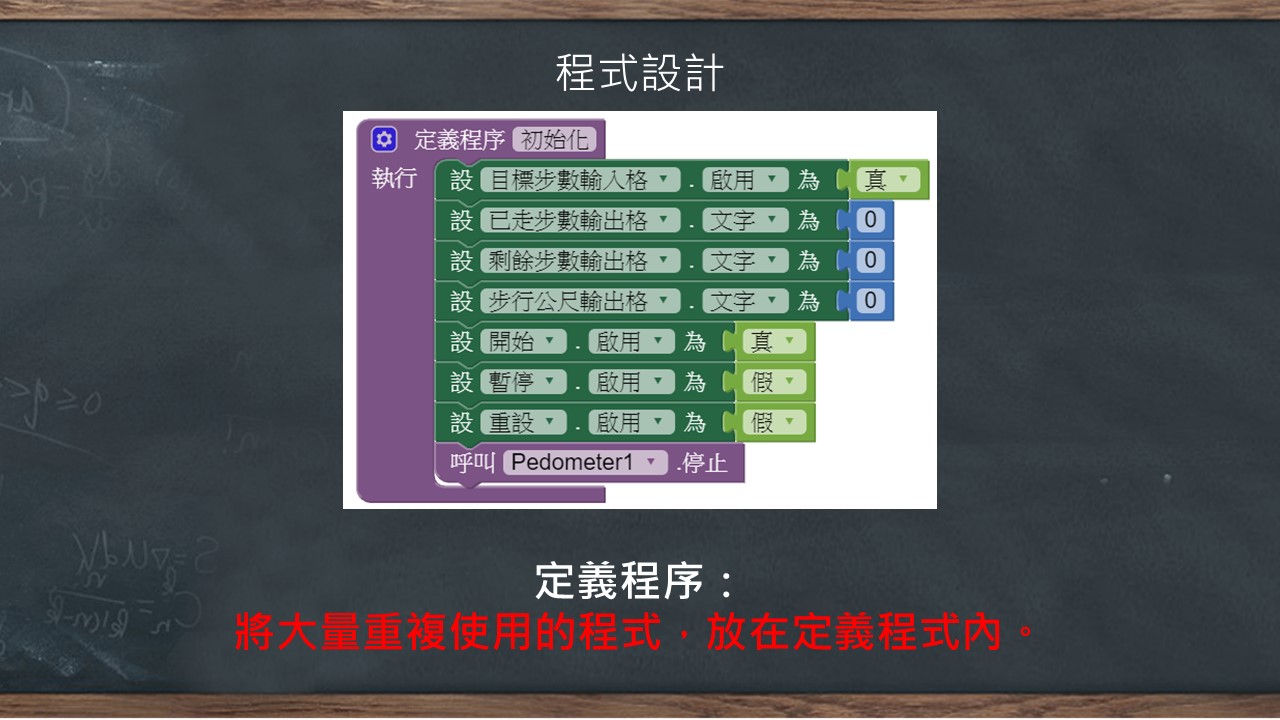 程式設計
定義程序 初始化
執行 設 目標步數輸入格 . 啟用 為 真
設 已走步數輸出格 . 文字 為 0
設 剩餘步數輸出格 . 文字 為 0
設 步行公尺輸出格 . 文字 為 0
設 開始 . 啟用 為 真
設 暫停 . 啟用 為 假
設 重設 . 啟用 為 假
呼叫 Pedometer1 .停止
定義程序：
將大量重複使用的程式，放在定義程式內。